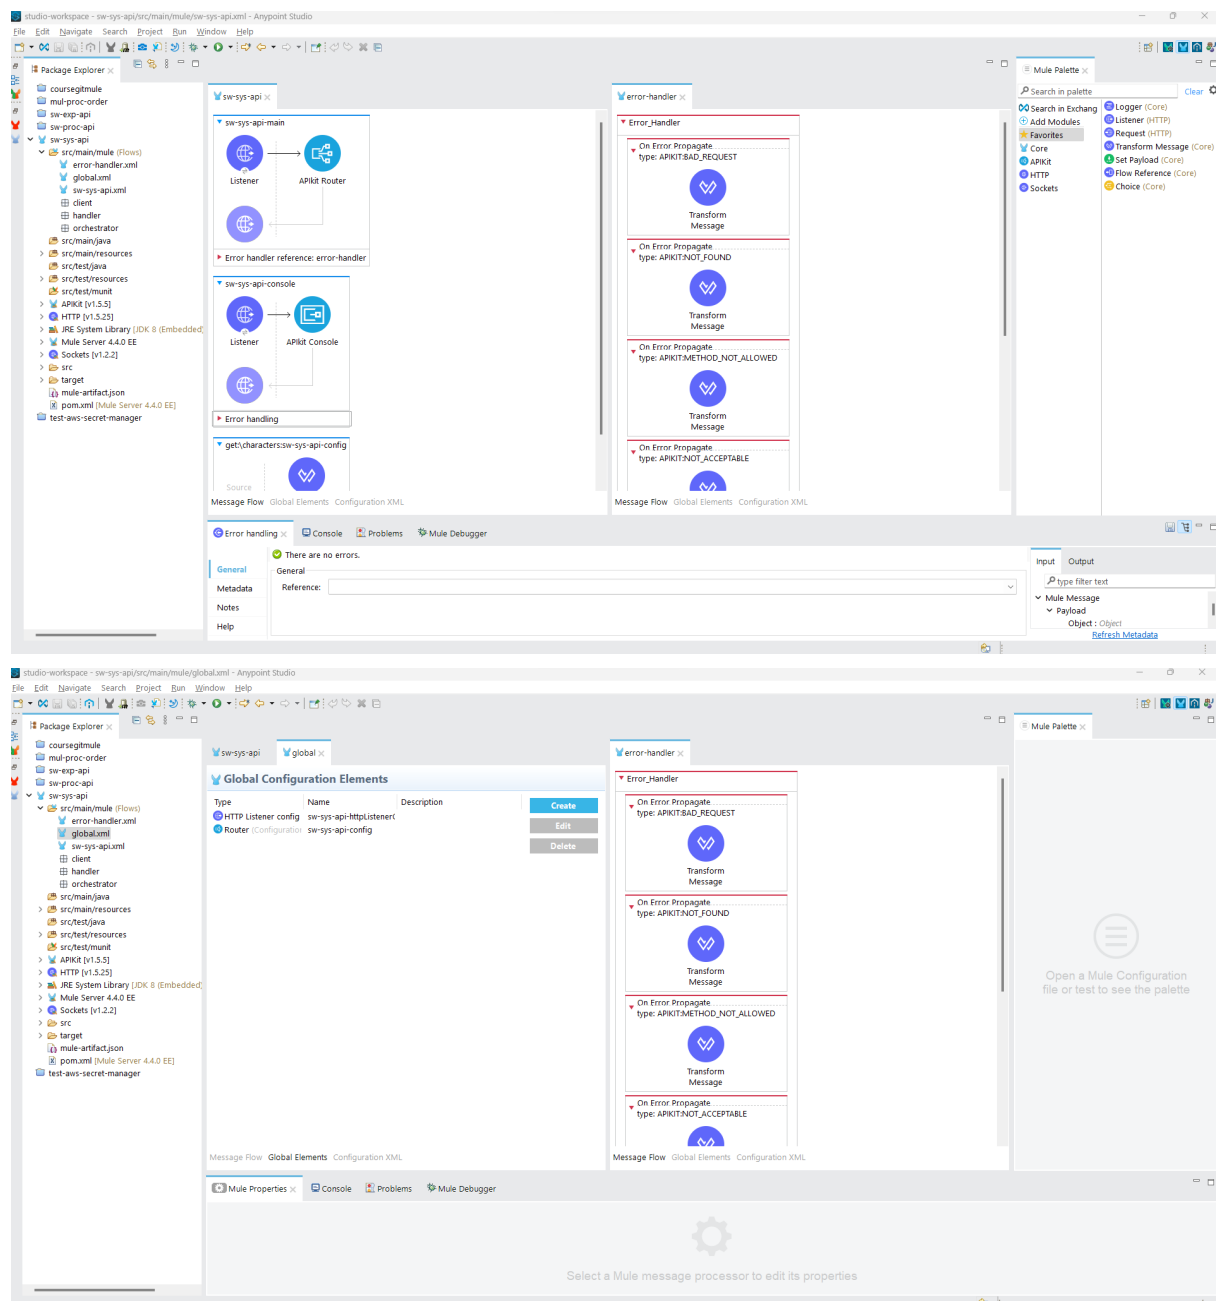 studio-workspace - sw-sys-api/src/main/mule/sw-sys-api.xml - Anypoint Studio
File Edit Navigate Search Project Run Window Help
Package Explorer
coursegitmule
mul-proc-order
sw-exp-api
sw-proc-api
sw-sys-api
src/main/mule (Flows)
error-handler.xml
global.xml
sw-sys-api.xml
client
handler
orchestrator
src/main/java
src/main/resources
src/test/java
src/test/resources
src/test/munit
APIKit [v1.5.5]
HTTP [v1.5.25]
JRE System Library [JDK 8 (Embedded)
Mule Server 4.4.0 EE
Sockets [v1.2.2]
src
target
mule-artifact.json
pom.xml [Mule Server 4.4.0 EE]
test-aws-secret-manager
sw-sys-api
sw-sys-api-main
Listener
APIkit Router
Error handler reference: error-handler
sw-sys-api-console
Listener
APIkit Console
Error handling
get:\characters:sw-sys-api-config
Source
Message Flow Global Elements Configuration XML
error-handler
Error_Handler
On Error Propagate
type: APIKIT:BAD_REQUEST
Transform
Message
On Error Propagate
type: APIKIT:NOT_FOUND
Transform
Message
On Error Propagate
type: APIKIT:METHOD_NOT_ALLOWED
Transform
Message
On Error Propagate
type: APIKIT:NOT_ACCEPTABLE
Message Flow Global Elements Configuration XML
Mule Palette
Search in palette
Clear
Search in Exchang
Add Modules
Favorites
Core
APIKit
HTTP
Sockets
Logger (Core)
Listener (HTTP)
Request (HTTP)
Transform Message (Core)
Set Payload (Core)
Flow Reference (Core)
Choice (Core)
Error handling Console Problems Mule Debugger
There are no errors.
General
Metadata
Notes
Help
General
Reference:
Input Output
type filter text
Mule Message
Payload
Object : Object
Refresh Metadata
studio-workspace - sw-sys-api/src/main/mule/global.xml - Anypoint Studio
File Edit Navigate Search Project Run Window Help
Package Explorer
coursegitmule
mul-proc-order
sw-exp-api
sw-proc-api
sw-sys-api
src/main/mule (Flows)
error-handler.xml
global.xml
sw-sys-api.xml
client
handler
orchestrator
src/main/java
src/main/resources
src/test/java
src/test/resources
src/test/munit
APIKit [v1.5.5]
HTTP [v1.5.25]
JRE System Library [JDK 8 (Embedded)
Mule Server 4.4.0 EE
Sockets [v1.2.2]
src
target
mule-artifact.json
pom.xml [Mule Server 4.4.0 EE]
test-aws-secret-manager
sw-sys-api global
Global Configuration Elements
Type Name Description
HTTP Listener config sw-sys-api-httpListener(
Router (Configuration sw-sys-api-config
Create
Edit
Delete
Message Flow Global Elements Configuration XML
error-handler
Error_Handler
On Error Propagate
type: APIKIT:BAD_REQUEST
Transform
Message
On Error Propagate
type: APIKIT:NOT_FOUND
Transform
Message
On Error Propagate
type: APIKIT:METHOD_NOT_ALLOWED
Transform
Message
On Error Propagate
type: APIKIT:NOT_ACCEPTABLE
Message Flow Global Elements Configuration XML
Mule Palette
Open a Mule Configuration
file or test to see the palette
Mule Properties Console Problems Mule Debugger
Select a Mule message processor to edit its properties